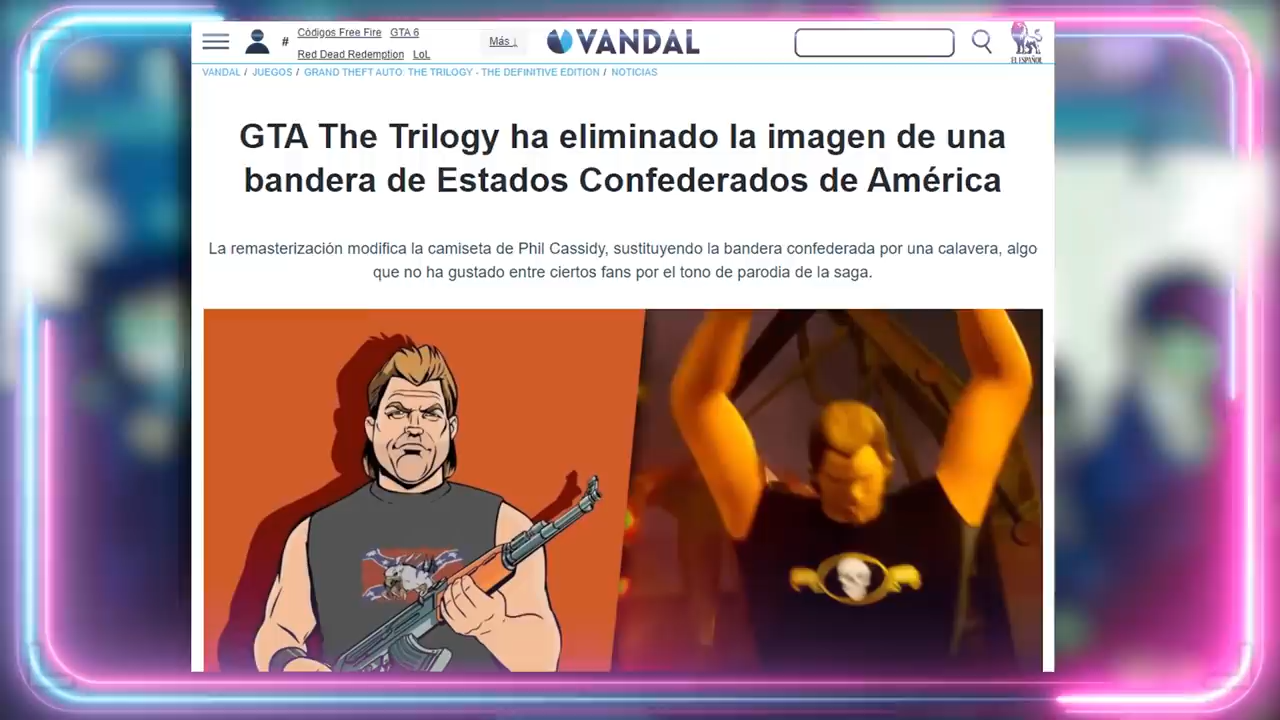 # Códigos Free Fire GTA 6
Red Dead Redemption LoL
Más ↓
VANDAL
EL ESPAÑOL
VANDAL / JUEGOS / GRAND THEFT AUTO: THE TRILOGY - THE DEFINITIVE EDITION / NOTICIAS
GTA The Trilogy ha eliminado la imagen de una
bandera de Estados Confederados de América
La remasterización modifica la camiseta de Phil Cassidy, sustituyendo la bandera confederada por una calavera, algo
que no ha gustado entre ciertos fans por el tono de parodia de la saga.